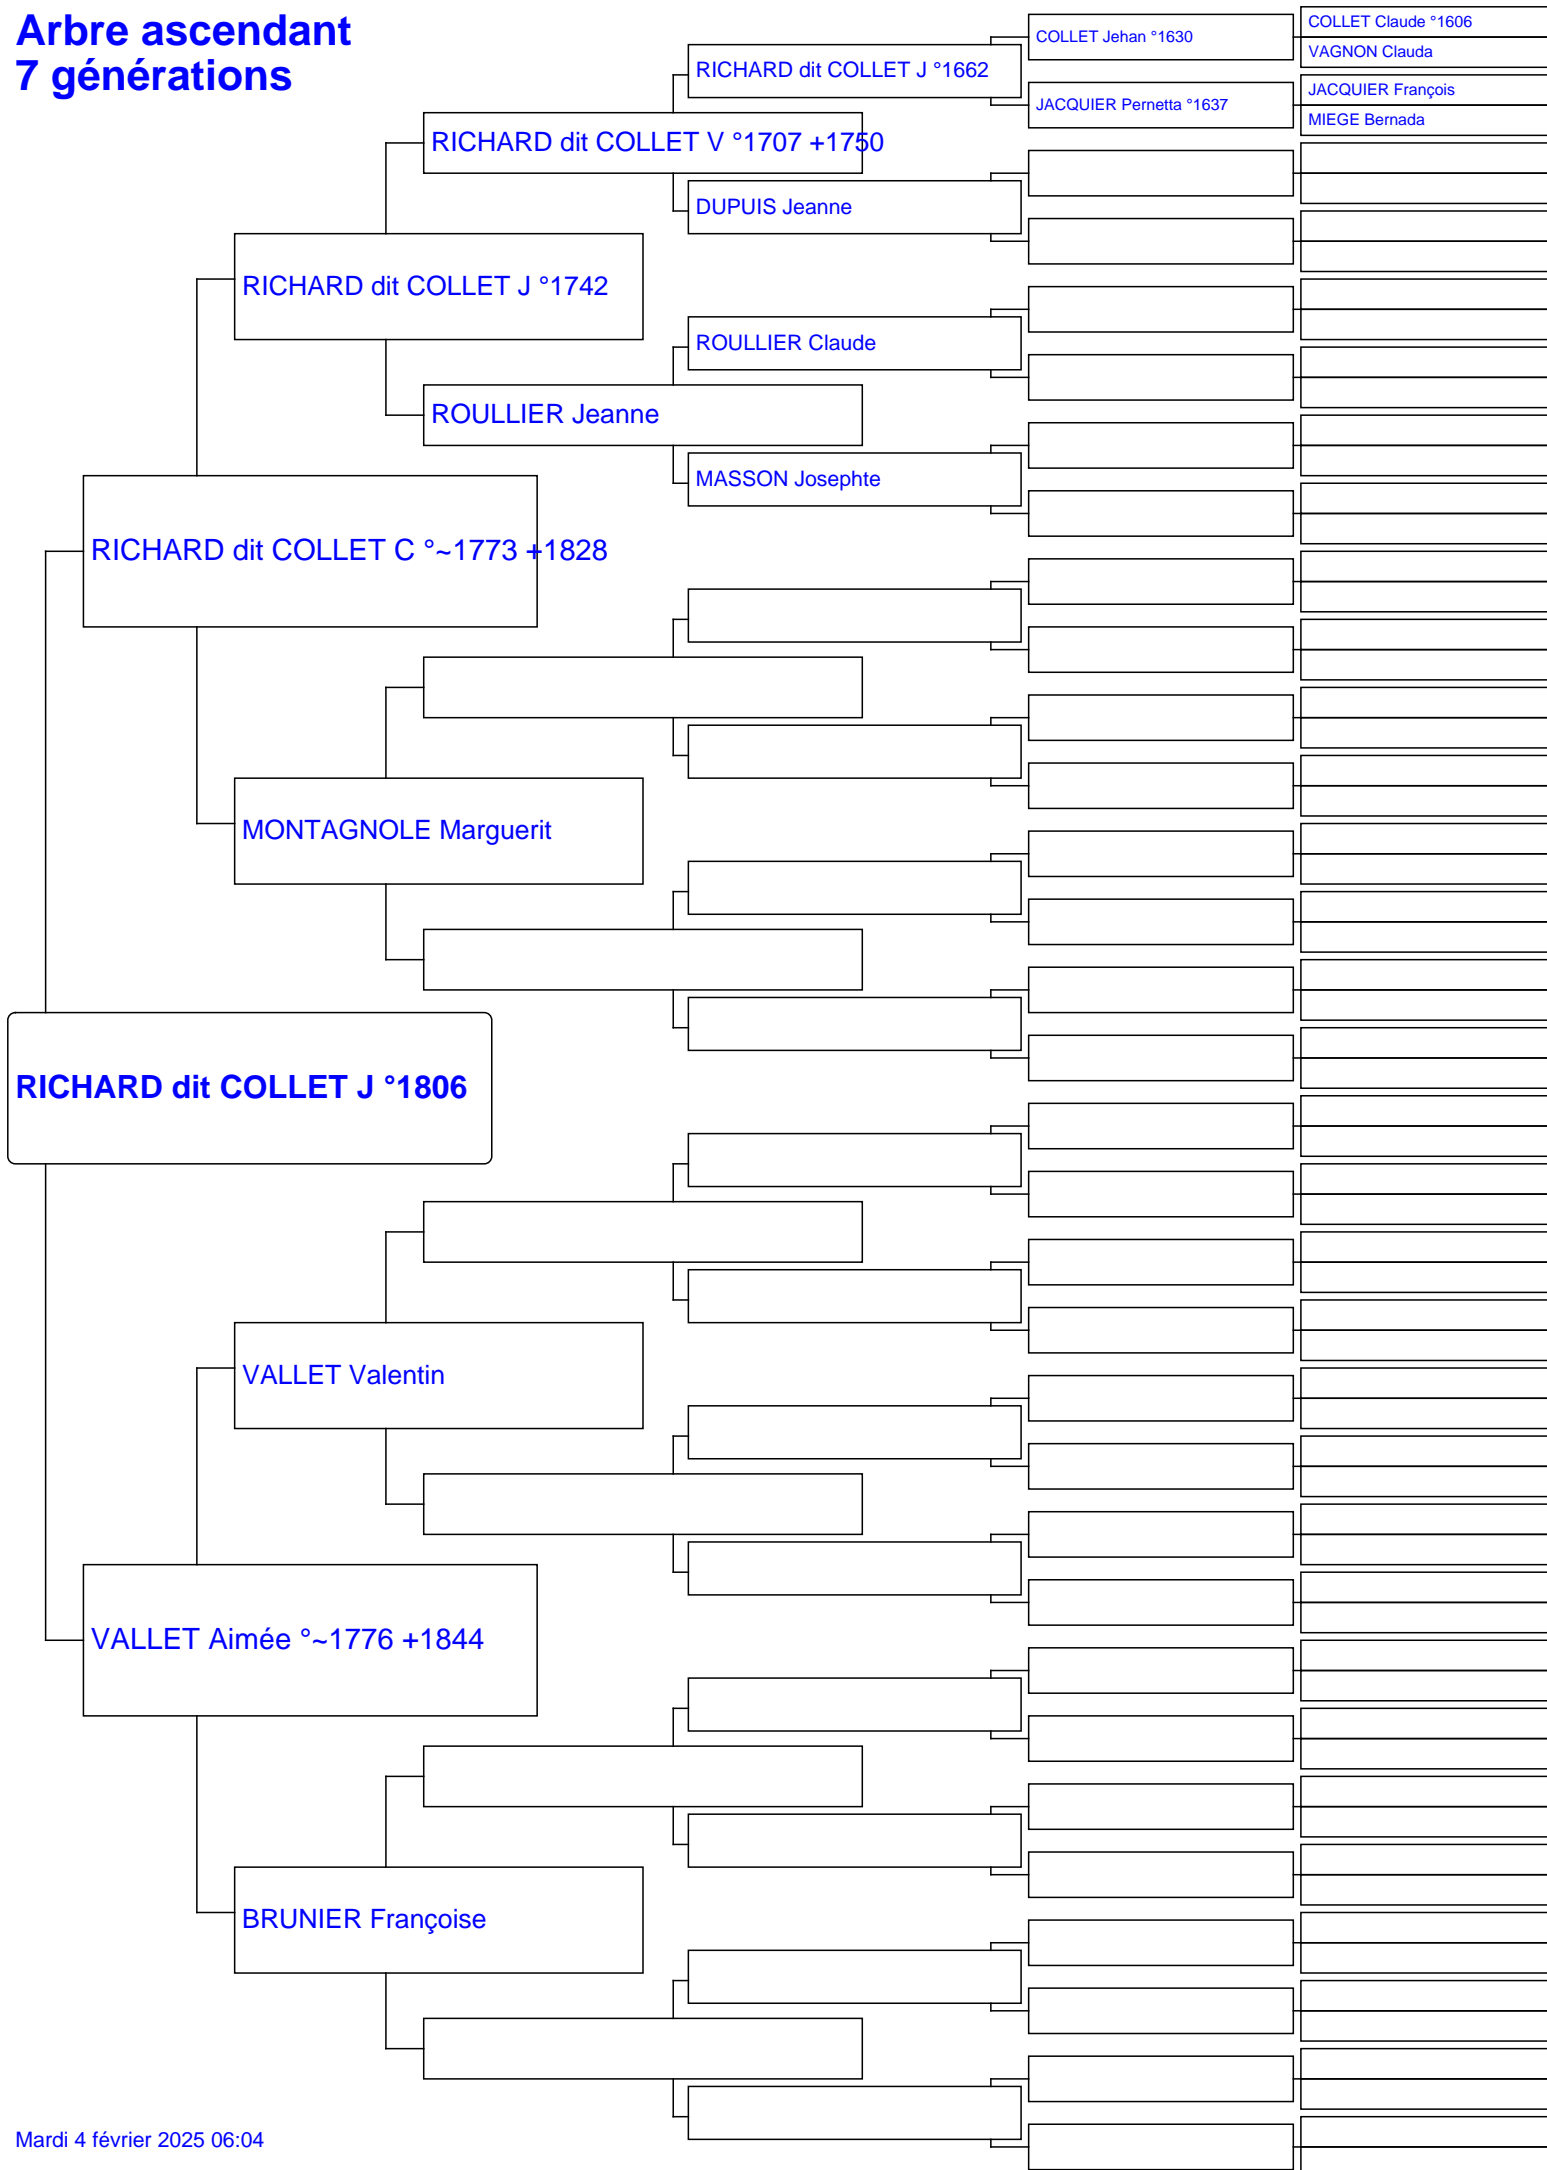 Arbre ascendant
7 générations
COLLET Claude °1606
COLLET Jehan °1630
VAGNON Clauda
RICHARD dit COLLET J °1662
JACQUIER François
JACQUIER Pernetta °1637
MIEGE Bernada
RICHARD dit COLLET V °1707 +1750
DUPUIS Jeanne
RICHARD dit COLLET J °1742
ROULLIER Claude
ROULLIER Jeanne
MASSON Josephte
RICHARD dit COLLET C °~1773 +1828
MONTAGNOLE Marguerit
RICHARD dit COLLET J °1806
VALLET Valentin
VALLET Aimée °~1776 +1844
BRUNIER Françoise
Mardi 4 février 2025 06:04